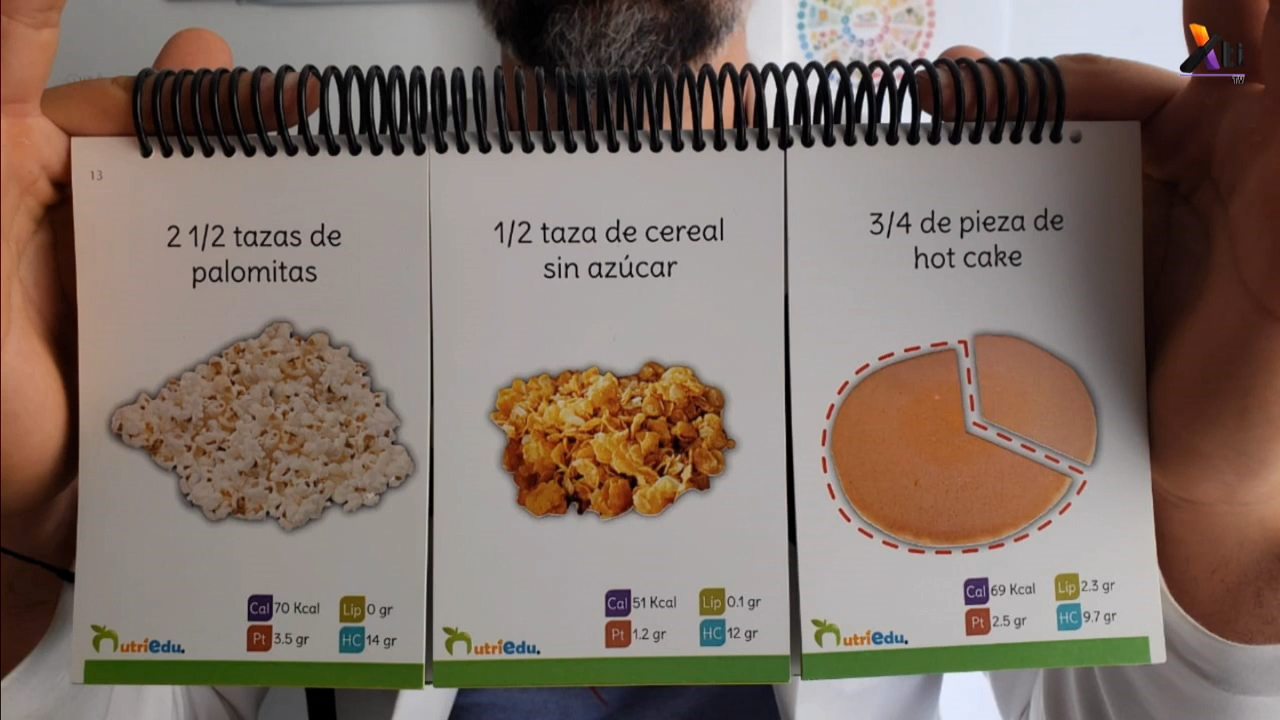 13
2 1/2 tazas de
palomitas
Cal 70 Kcal Lip 0 gr
Pt 3.5 gr HC 14 gr
nutriEdu.
1/2 taza de cereal
sin azúcar
Cal 51 Kcal Lip 0.1 gr
Pt 1.2 gr HC 12 gr
nutriEdu.
3/4 de pieza de
hot cake
Cal 69 Kcal Lip 2.3 gr
Pt 2.5 gr HC 9.7 gr
nutriEdu.
TV